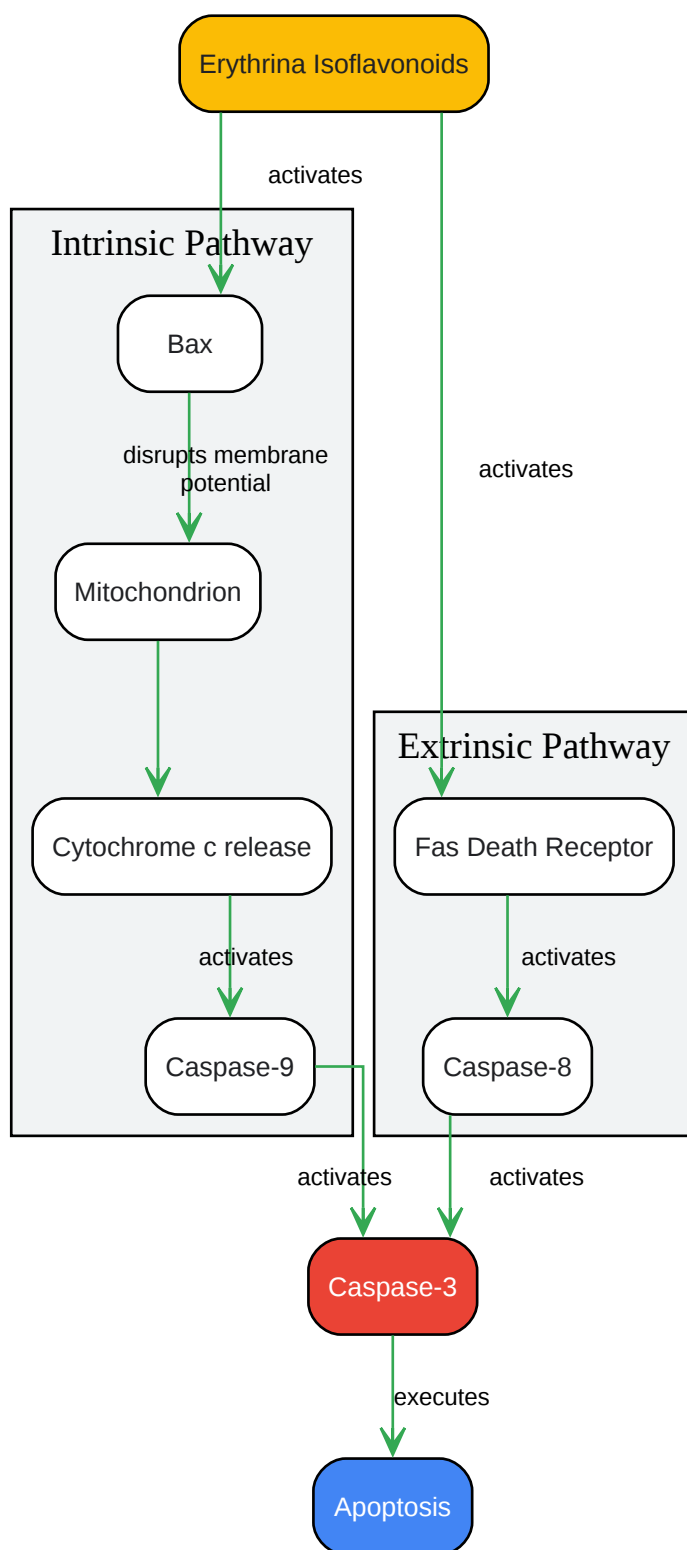 Erythrina Isoflavonoids
activates
Intrinsic Pathway
Bax
disrupts membrane
potential
activates
Mitochondrion
Extrinsic Pathway
Cytochrome c release
Fas Death Receptor
activates
activates
Caspase-9
Caspase-8
activates
activates
Caspase-3
executes
Apoptosis